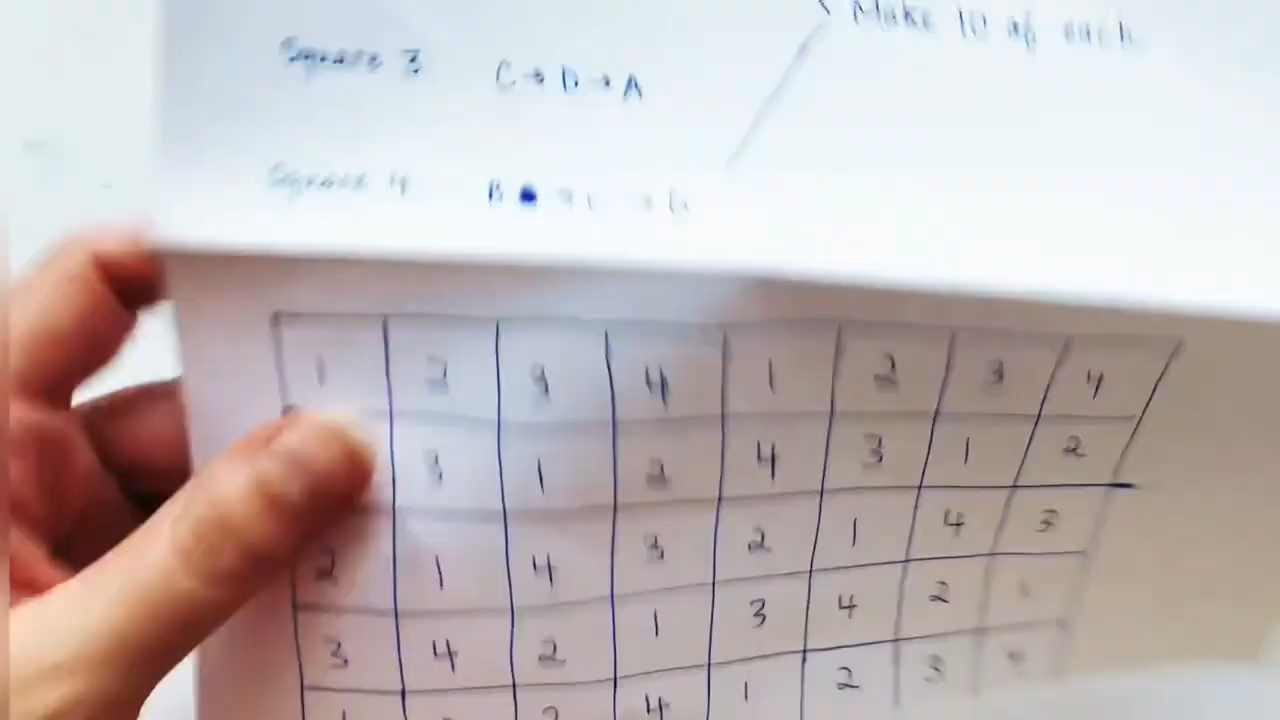 Make 10 of each
Square 3 C → D → A
Square 4 B →
1 2 3 4 1 2 3 4
3 1 2 4 3 1 2
2 1 4 3 2 1 4 3
3 4 2 1 3 4 2
4 1 2 3